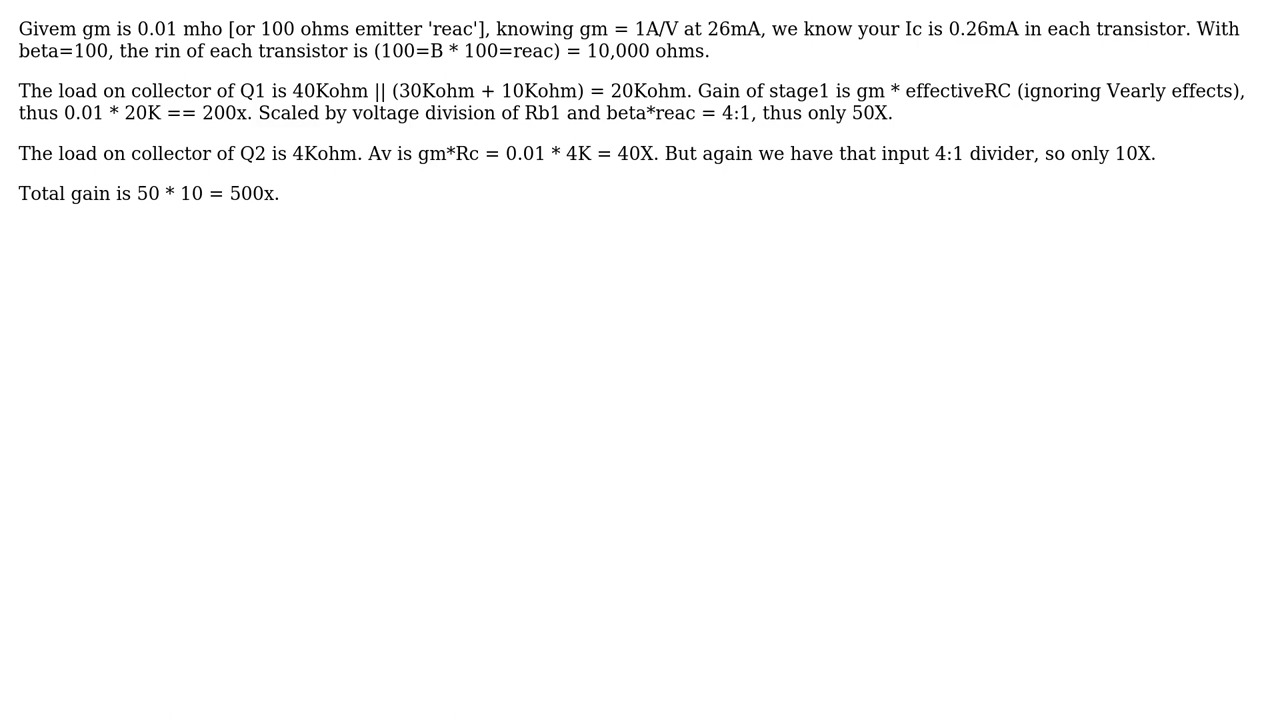 Givem gm is 0.01 mho [or 100 ohms emitter 'reac'], knowing gm = 1A/V at 26mA, we know your Ic is 0.26mA in each transistor. With
beta=100, the rin of each transistor is (100=B * 100=reac) = 10,000 ohms.
The load on collector of Q1 is 40Kohm || (30Kohm + 10Kohm) = 20Kohm. Gain of stage1 is gm * effectiveRC (ignoring Vearly effects),
thus 0.01 * 20K == 200x. Scaled by voltage division of Rb1 and beta*reac = 4:1, thus only 50X.
The load on collector of Q2 is 4Kohm. Av is gm*Rc = 0.01 * 4K = 40X. But again we have that input 4:1 divider, so only 10X.
Total gain is 50 * 10 = 500x.